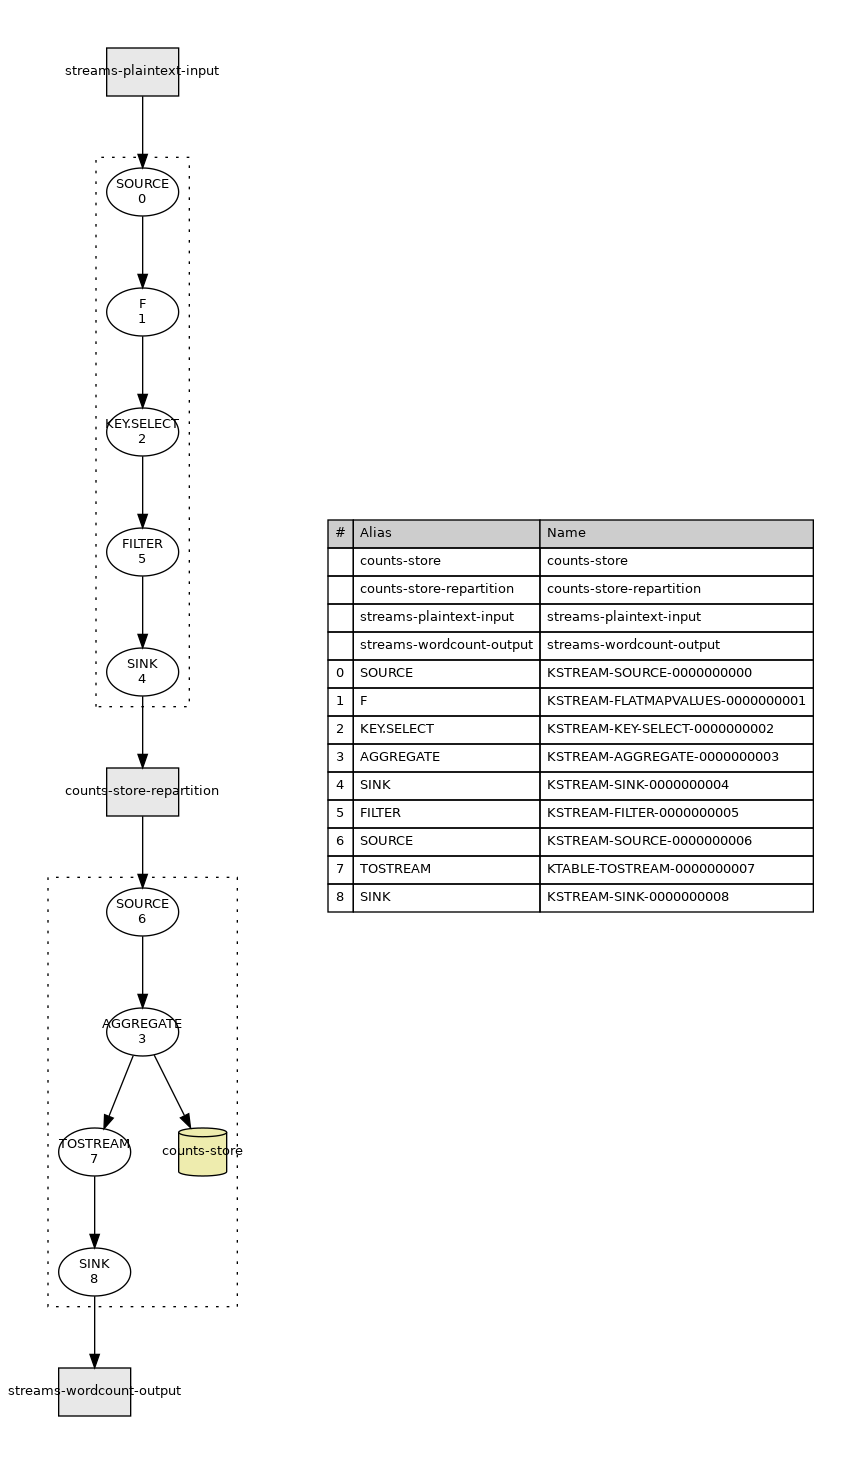 streams-plaintext-input
SOURCE
0
F
1
KEY.SELECT
2
FILTER
5
SINK
4
counts-store-repartition
SOURCE
6
AGGREGATE
3
TOSTREAM
7
counts-store
SINK
8
streams-wordcount-output
# Alias Name
counts-store counts-store
counts-store-repartition counts-store-repartition
streams-plaintext-input streams-plaintext-input
streams-wordcount-output streams-wordcount-output
0 SOURCE KSTREAM-SOURCE-0000000000
1 F KSTREAM-FLATMAPVALUES-0000000001
2 KEY.SELECT KSTREAM-KEY-SELECT-0000000002
3 AGGREGATE KSTREAM-AGGREGATE-0000000003
4 SINK KSTREAM-SINK-0000000004
5 FILTER KSTREAM-FILTER-0000000005
6 SOURCE KSTREAM-SOURCE-0000000006
7 TOSTREAM KTABLE-TOSTREAM-0000000007
8 SINK KSTREAM-SINK-0000000008